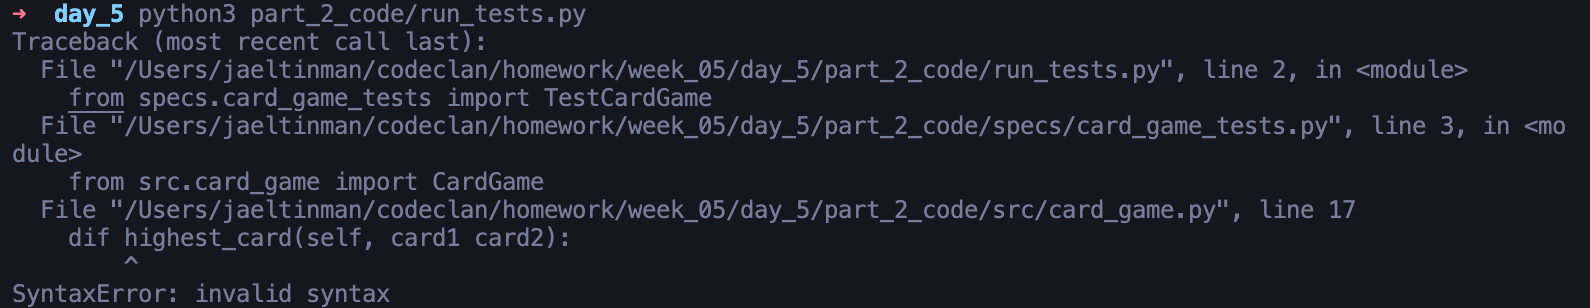 → day_5 python3 part_2_code/run_tests.py
Traceback (most recent call last):
  File "/Users/jaeltinman/codeclan/homework/week_05/day_5/part_2_code/run_tests.py", line 2, in <module>
    from specs.card_game_tests import TestCardGame
  File "/Users/jaeltinman/codeclan/homework/week_05/day_5/part_2_code/specs/card_game_tests.py", line 3, in <mo
dule>
    from src.card_game import CardGame
  File "/Users/jaeltinman/codeclan/homework/week_05/day_5/part_2_code/src/card_game.py", line 17
    dif highest_card(self, card1 card2):
        ^
SyntaxError: invalid syntax